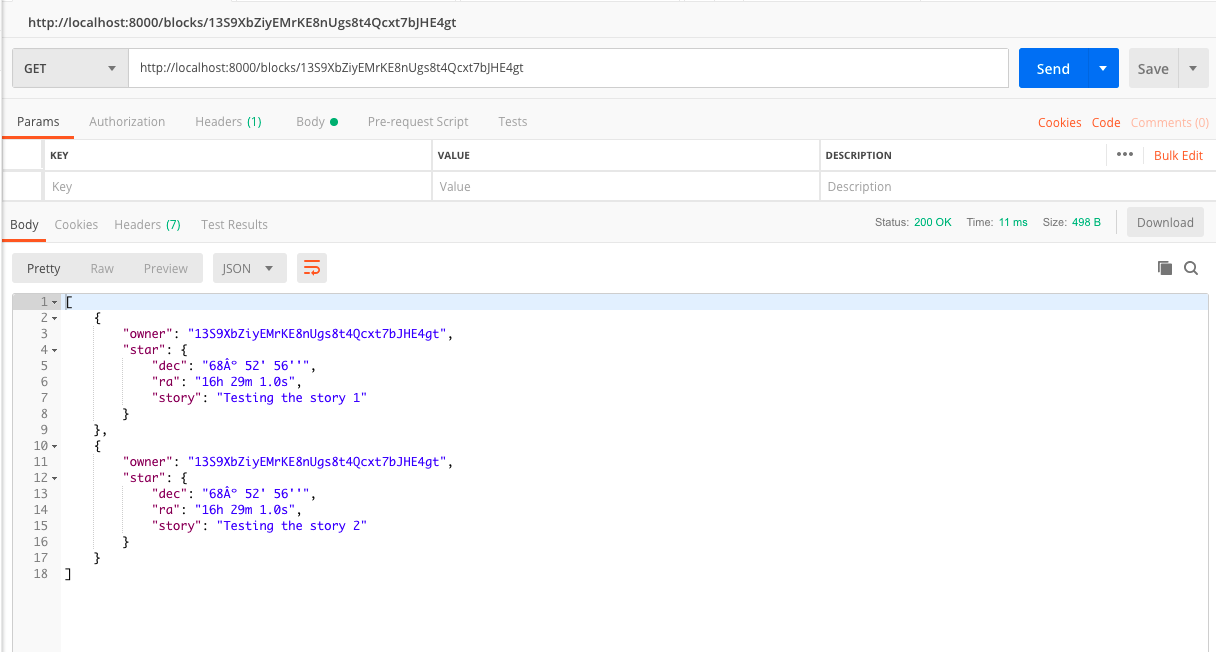 http://localhost:8000/blocks/13S9XbZiyEMrKE8nUgs8t4Qcxt7bJHE4gt
GET http://localhost:8000/blocks/13S9XbZiyEMrKE8nUgs8t4Qcxt7bJHE4gt Send Save
Params Authorization Headers (1) Body Pre-request Script Tests Cookies Code Comments (0)
KEY VALUE DESCRIPTION ••• Bulk Edit
Key Value Description
Body Cookies Headers (7) Test Results Status: 200 OK Time: 11 ms Size: 498 B Download
Pretty Raw Preview JSON
1 [
2 {
3 "owner": "13S9XbZiyEMrKE8nUgs8t4Qcxt7bJHE4gt",
4 "star": {
5 "dec": "68Âº 52' 56''",
6 "ra": "16h 29m 1.0s",
7 "story": "Testing the story 1"
8 }
9 },
10 {
11 "owner": "13S9XbZiyEMrKE8nUgs8t4Qcxt7bJHE4gt",
12 "star": {
13 "dec": "68Âº 52' 56''",
14 "ra": "16h 29m 1.0s",
15 "story": "Testing the story 2"
16 }
17 }
18 ]